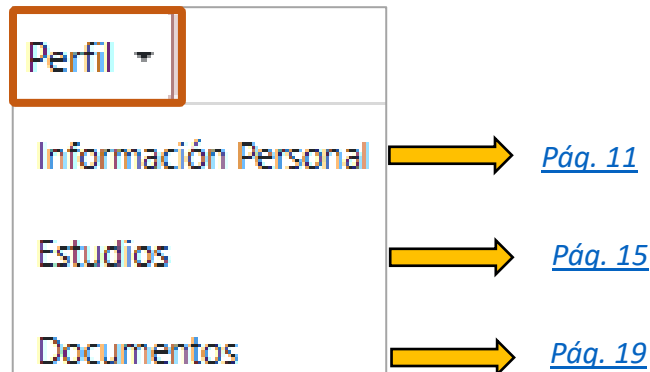 Perfil
Información Personal Pág. 11
Estudios Pág. 15
Documentos Pág. 19